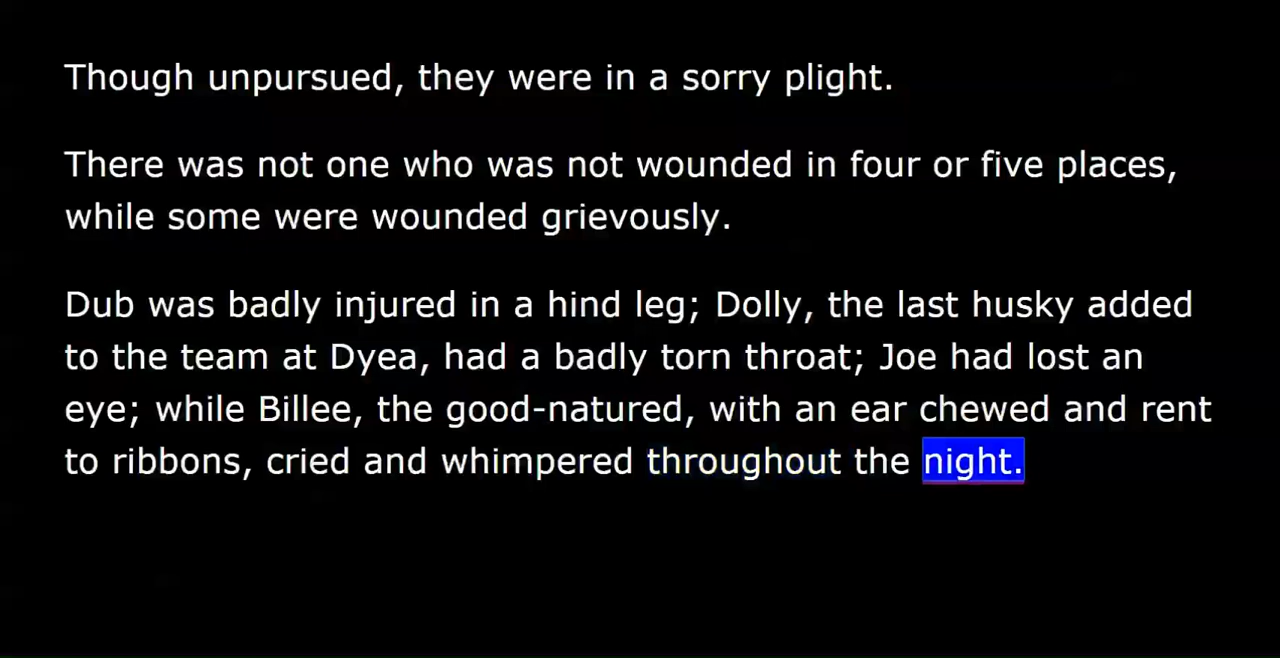 Though unpursued, they were in a sorry plight.
There was not one who was not wounded in four or five places,
while some were wounded grievously.
Dub was badly injured in a hind leg; Dolly, the last husky added
to the team at Dyea, had a badly torn throat; Joe had lost an
eye; while Billee, the good-natured, with an ear chewed and rent
to ribbons, cried and whimpered throughout the night.